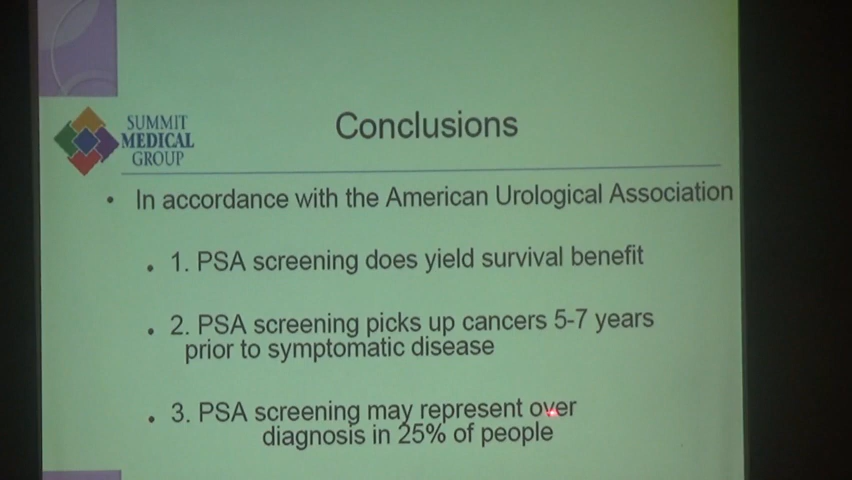 SUMMIT
MEDICAL
GROUP
Conclusions
• In accordance with the American Urological Association
• 1. PSA screening does yield survival benefit
• 2. PSA screening picks up cancers 5-7 years
prior to symptomatic disease
• 3. PSA screening may represent over
diagnosis in 25% of people